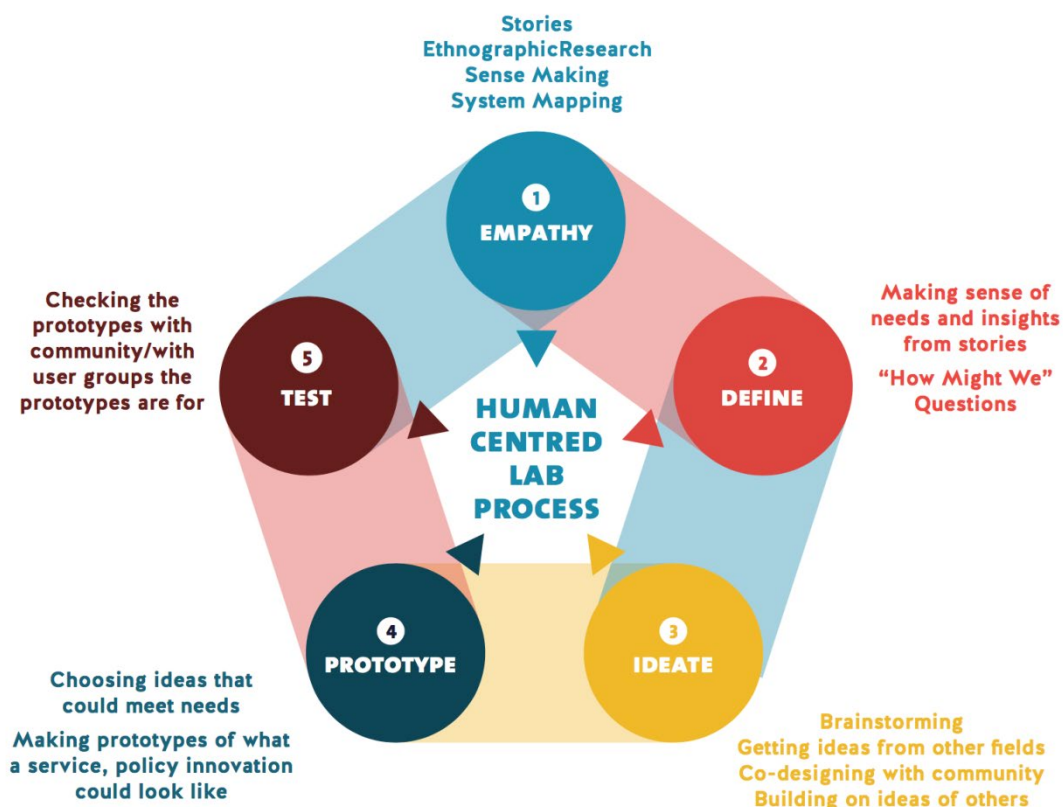 Stories
EthnographicResearch
Sense Making
System Mapping
1
EMPATHY
Making sense of
needs and insights
from stories
“How Might We”
Questions
2
DEFINE
Checking the
prototypes with
community/with
user groups the
prototypes are for
5
TEST
HUMAN
CENTRED
LAB
PROCESS
4
PROTOTYPE
3
IDEATE
Choosing ideas that
could meet needs
Making prototypes of what
a service, policy innovation
could look like
Brainstorming
Getting ideas from other fields
Co-designing with community
Building on ideas of others